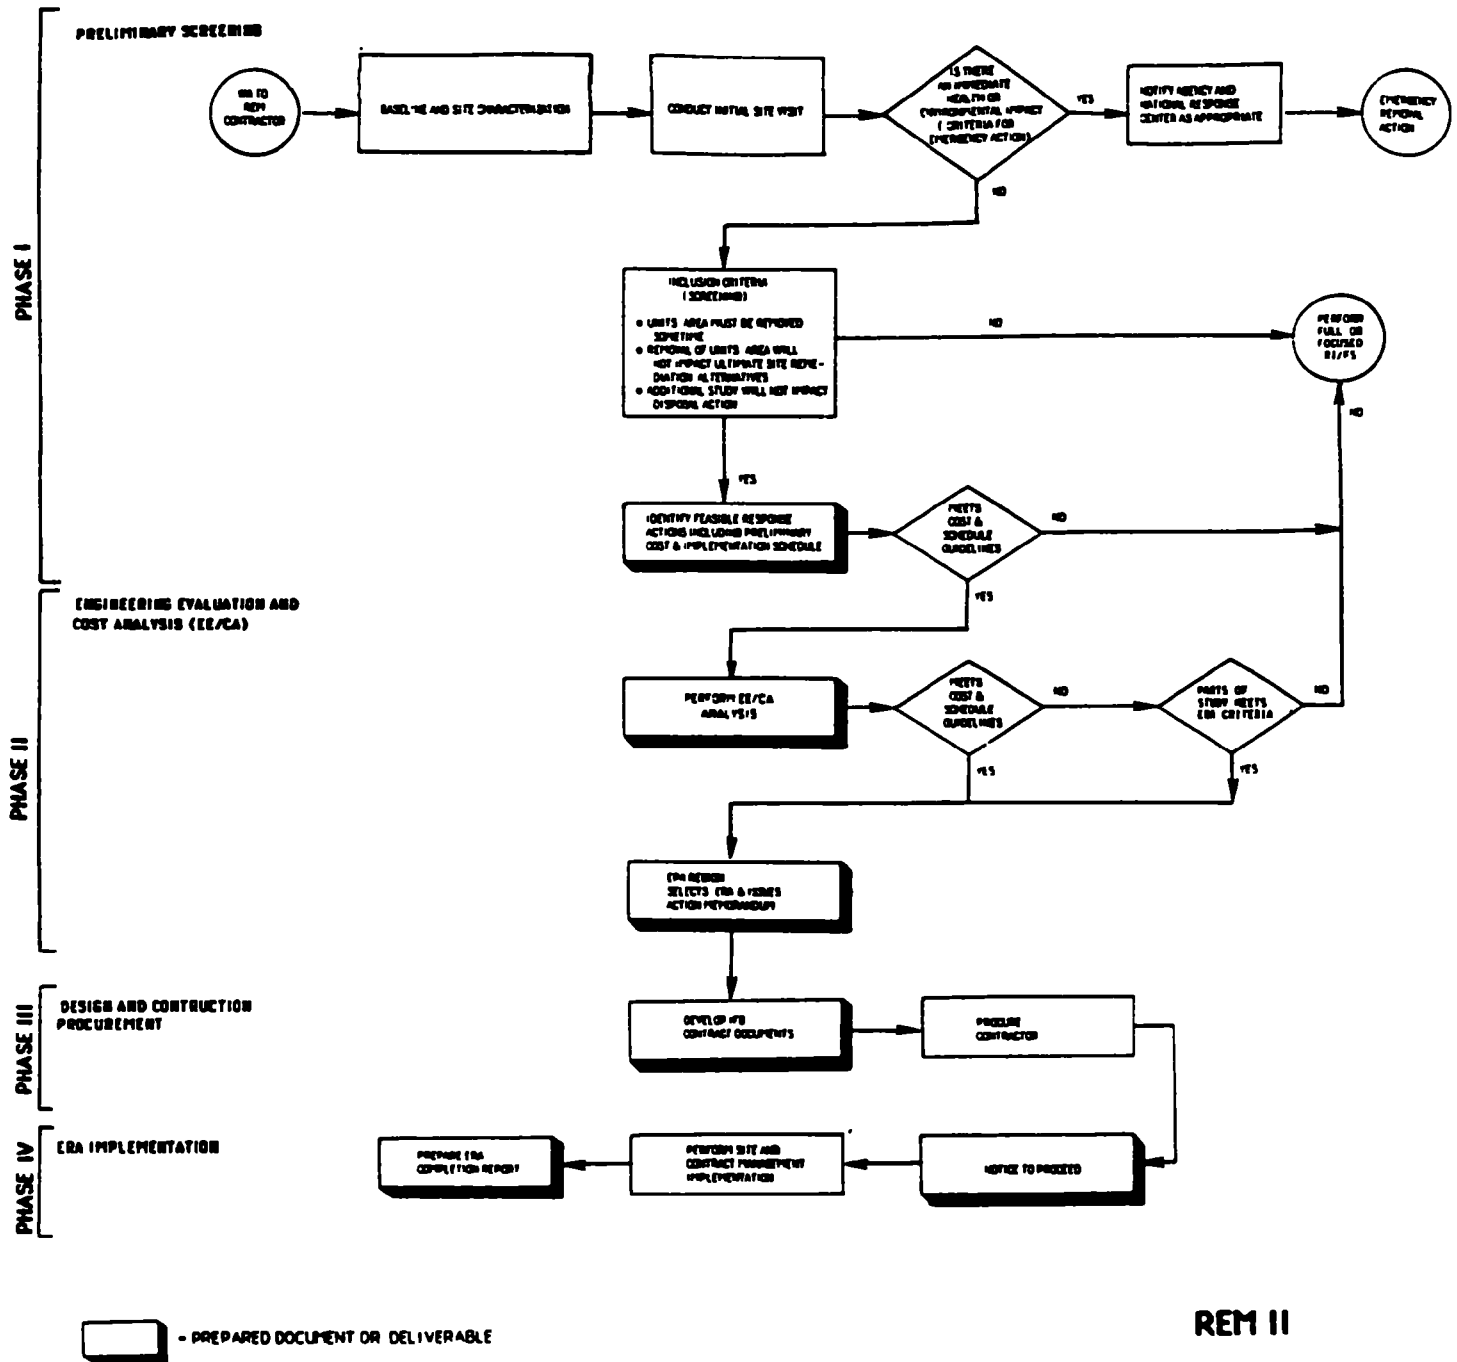 PRELIMINARY SCREENING
WA TO
REM
CONTRACTOR
BASELINE AND SITE CHARACTERIZATION
CONDUCT INITIAL SITE VISIT
IS THERE
AN IMMEDIATE
HEALTH OR
ENVIRONMENTAL IMPACT
(CRITERIA FOR
EMERGENCY ACTION)
YES
NOTIFY AGENCY AND
NATIONAL RESPONSE
CENTER AS APPROPRIATE
EMERGENCY
REMOVAL
ACTION
NO
PHASE I
INCLUSION CRITERIA
(SCREENING)
• UNITS AREA MUST BE REMOVED
SOMETIME
• REMOVAL OF UNITS AREA WILL
NOT IMPACT ULTIMATE SITE REME-
DIATION ALTERNATIVES
• ADDITIONAL STUDY WILL NOT IMPACT
DISPOSAL ACTION
NO
PERFORM
FULL OR
FOCUSED
RI/FS
NO
YES
IDENTIFY FEASIBLE RESPONSE
ACTIONS INCLUDING PRELIMINARY
COST & IMPLEMENTATION SCHEDULE
MEETS
COST &
SCHEDULE
GUIDELINES
NO
YES
ENGINEERING EVALUATION AND
COST ANALYSIS (EE/CA)
PHASE II
PERFORM EE/CA
ANALYSIS
MEETS
COST &
SCHEDULE
GUIDELINES
NO
PARTS OF
STUDY MEETS
ERA CRITERIA
NO
YES
YES
EPA REGION
SELECTS ERA & ISSUES
ACTION MEMORANDUM
PHASE III
DESIGN AND CONTRUCTION
PROCUREMENT
DEVELOP IFB
CONTRACT DOCUMENTS
PROCURE
CONTRACTOR
PHASE IV
ERA IMPLEMENTATION
PREPARE ERA
COMPLETION REPORT
PERFORM SITE AND
CONTRACT MANAGEMENT
IMPLEMENTATION
NOTICE TO PROCEED
- PREPARED DOCUMENT OR DELIVERABLE
REM II